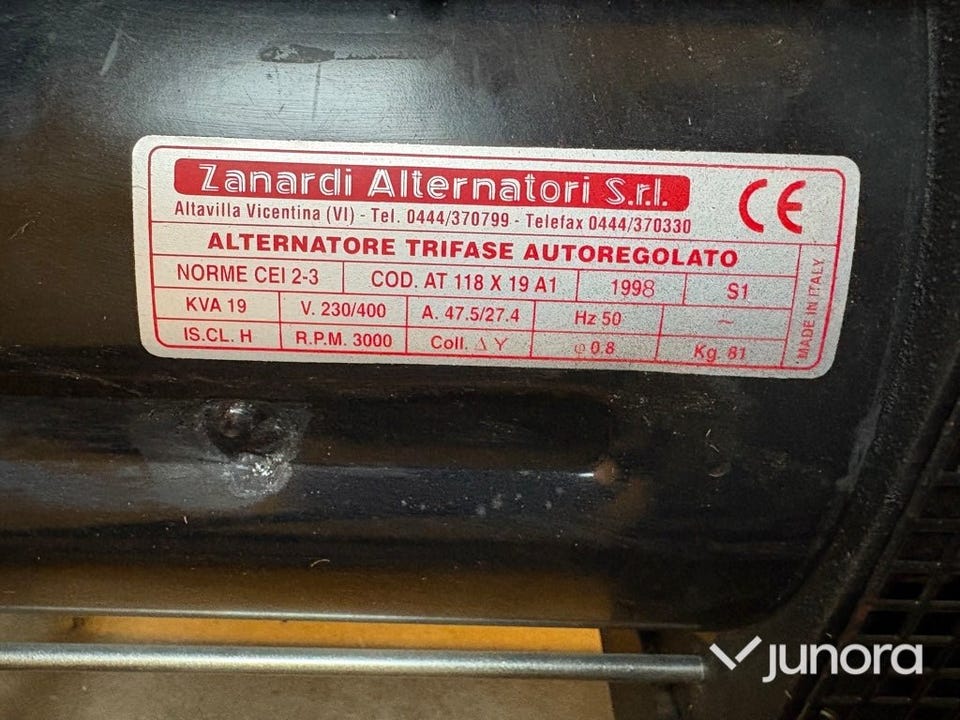 Zanardi Alternatori S.r.l.
CE
Altavilla Vicentina (VI) - Tel. 0444/370799 - Telefax 0444/370330
ALTERNATORE TRIFASE AUTOREGOLATO
NORME CEI 2-3 COD. AT 118 X 19 A1 1998 S1
KVA 19 V. 230/400 A. 47.5/27.4 Hz 50 ~
IS.CL. H R.P.M. 3000 Coll. Δ Y φ 0.8 Kg. 81
MADE IN ITALY
junora